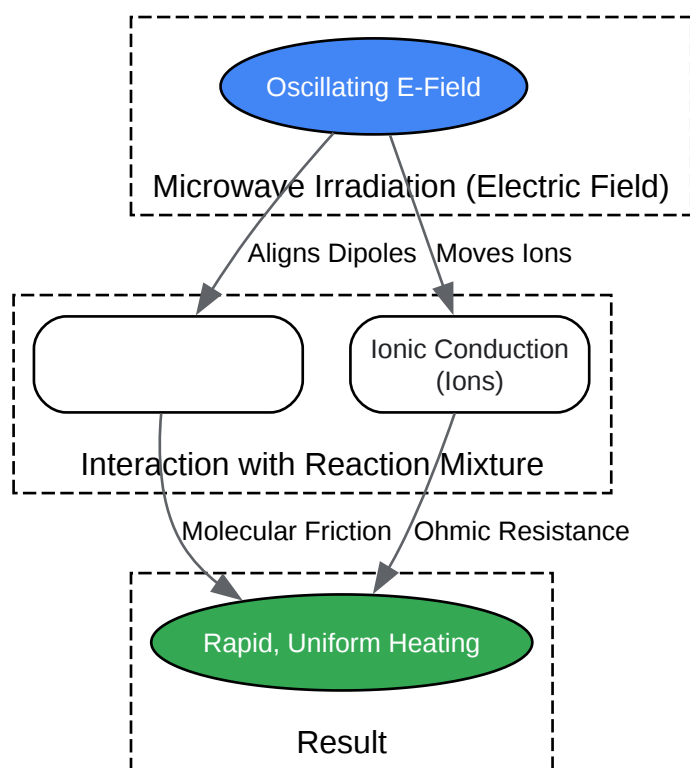 Oscillating E-Field
Microwave Irradiation (Electric Field)
Aligns Dipoles
Moves Ions
Ionic Conduction
(Ions)
Interaction with Reaction Mixture
Molecular Friction
Ohmic Resistance
Rapid, Uniform Heating
Result